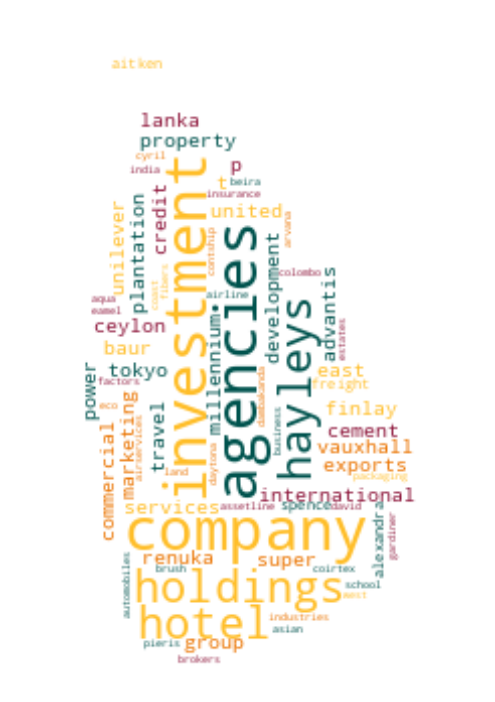 aitken
lanka
property
cyril
india
p
t
beira
insurance
investment
credit
united
unilever
plantation
arvana
contship
agencies
development
coast
fibers
colombo
airline
aqua
eamel
ceylon
hayleys
advantis
estates
millennium
baur
tokyo
east
freight
power
factors
dambakanda
eco
marketing
travel
finlay
business
commercial
airservices
cement
vauxhall
land
daytona
exports
packaging
international
services
assetline
spence
david
alexandra
gardiner
company
renuka
super
automobiles
brush
coirtex
school
holdings
west
hotel
industries
asian
pieris
group
brokers